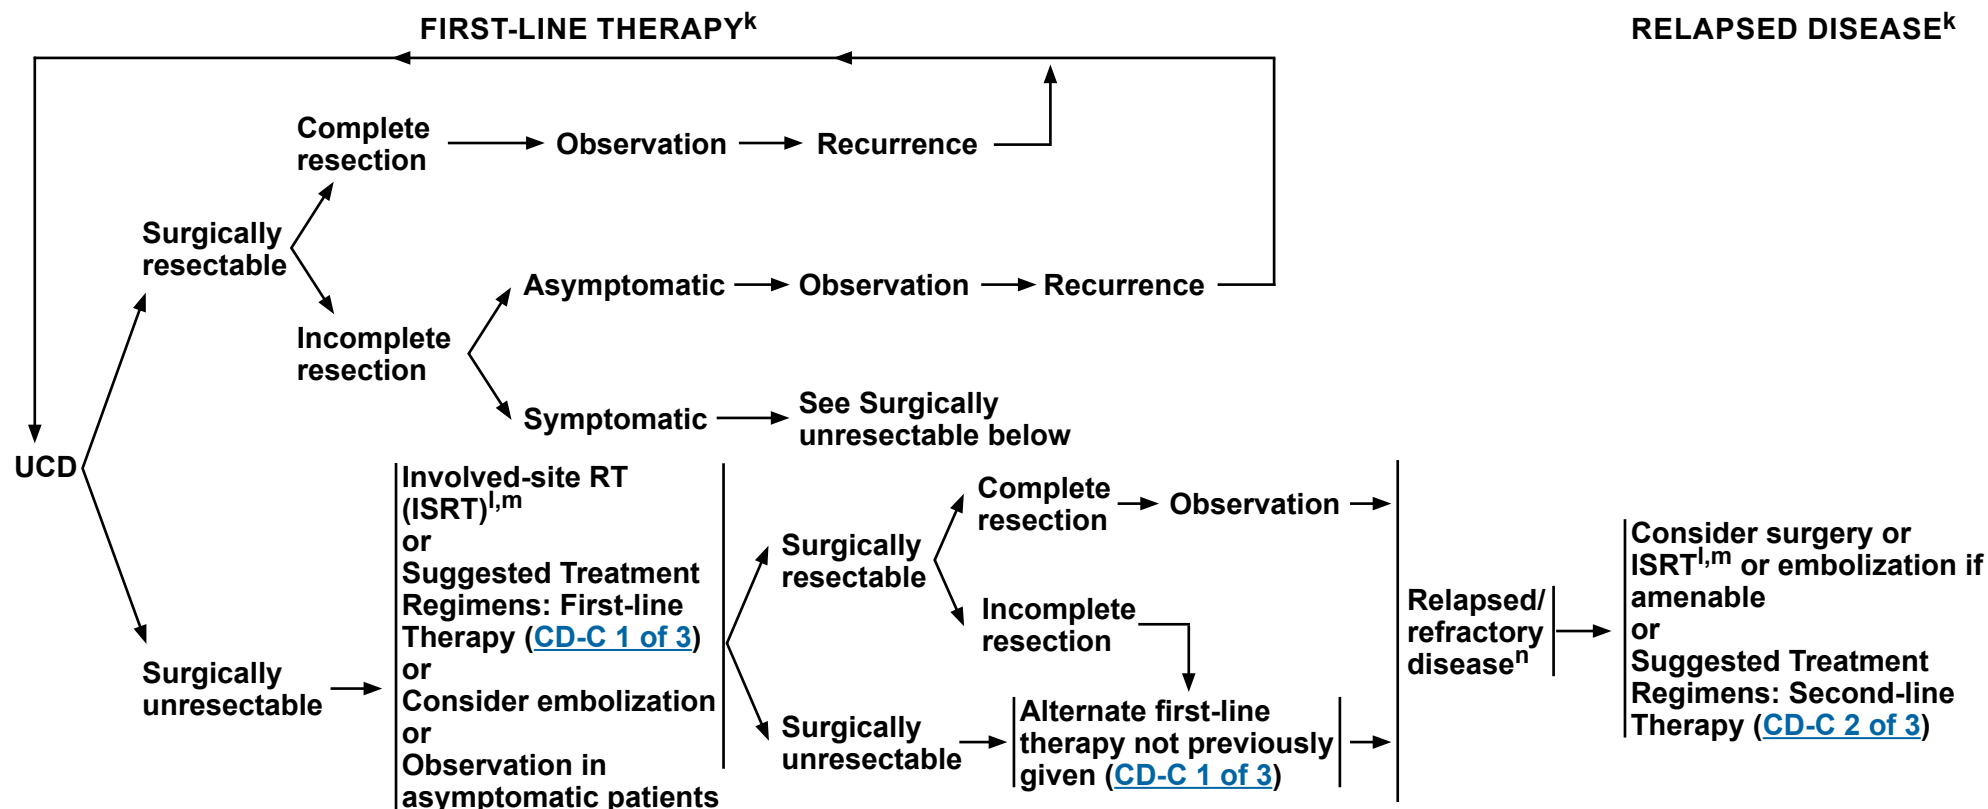 FIRST-LINE THERAPYk
RELAPSED DISEASEk
Complete
resection
Observation
Recurrence
Surgically
resectable
Asymptomatic
Observation
Recurrence
Incomplete
resection
Symptomatic
See Surgically
unresectable below
UCD
Surgically
unresectable
Involved-site RT
(ISRT)l,m
or
Suggested Treatment
Regimens: First-line
Therapy (CD-C 1 of 3)
or
Consider embolization
or
Observation in
asymptomatic patients
Surgically
resectable
Complete
resection
Observation
Incomplete
resection
Surgically
unresectable
Alternate first-line
therapy not previously
given (CD-C 1 of 3)
Relapsed/
refractory
diseasen
Consider surgery or
ISRTl,m or embolization if
amenable
or
Suggested Treatment
Regimens: Second-line
Therapy (CD-C 2 of 3)